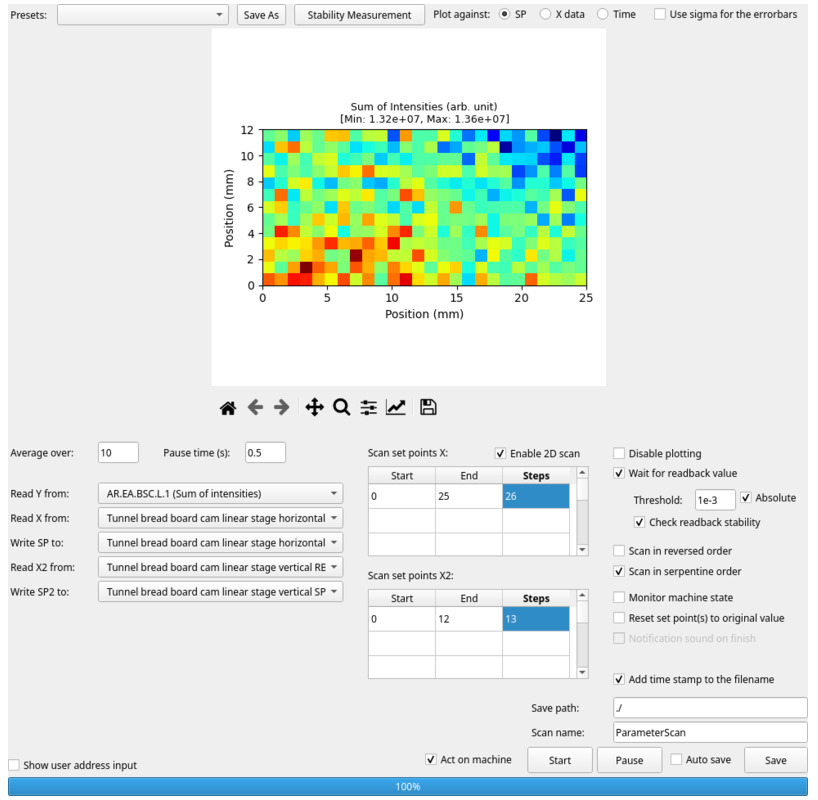 Presets: Save As Stability Measurement Plot against: SP X data Time Use sigma for the errorbars
Sum of Intensities (arb. unit)
[Min: 1.32e+07, Max: 1.36e+07]
Position (mm)
12
10
8
6
4
2
0
0 5 10 15 20 25
Position (mm)
Average over: 10 Pause time (s): 0.5
Read Y from: AR.EA.BSC.L.1 (Sum of intensities)
Read X from: Tunnel bread board cam linear stage horizontal
Write SP to: Tunnel bread board cam linear stage horizontal
Read X2 from: Tunnel bread board cam linear stage vertical RE
Write SP2 to: Tunnel bread board cam linear stage vertical SP
Scan set points X: Enable 2D scan
Start End Steps
0 25 26
Scan set points X2:
Start End Steps
0 12 13
Disable plotting
Wait for readback value
Threshold: 1e-3 Absolute
Check readback stability
Scan in reversed order
Scan in serpentine order
Monitor machine state
Reset set point(s) to original value
Notification sound on finish
Add time stamp to the filename
Save path: ./
Scan name: ParameterScan
Show user address input Act on machine Start Pause Auto save Save
100%